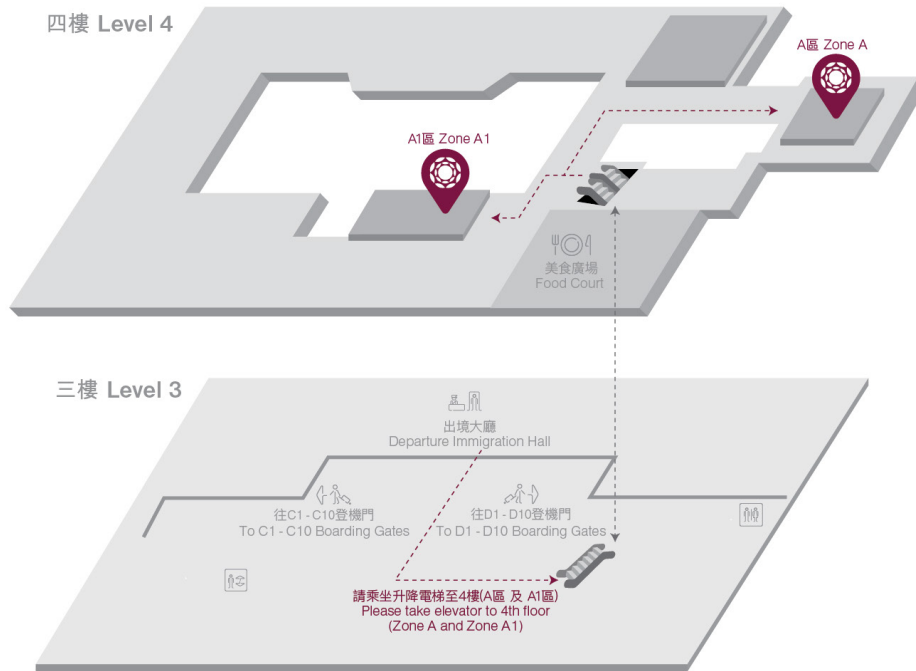 四樓 Level 4
A區 Zone A
A1區 Zone A1
美食廣場
Food Court
三樓 Level 3
出境大廳
Departure Immigration Hall
往C1 - C10登機門
To C1 - C10 Boarding Gates
往D1 - D10登機門
To D1 - D10 Boarding Gates
請乘坐升降電梯至4樓(A區 及 A1區)
Please take elevator to 4th floor
(Zone A and Zone A1)